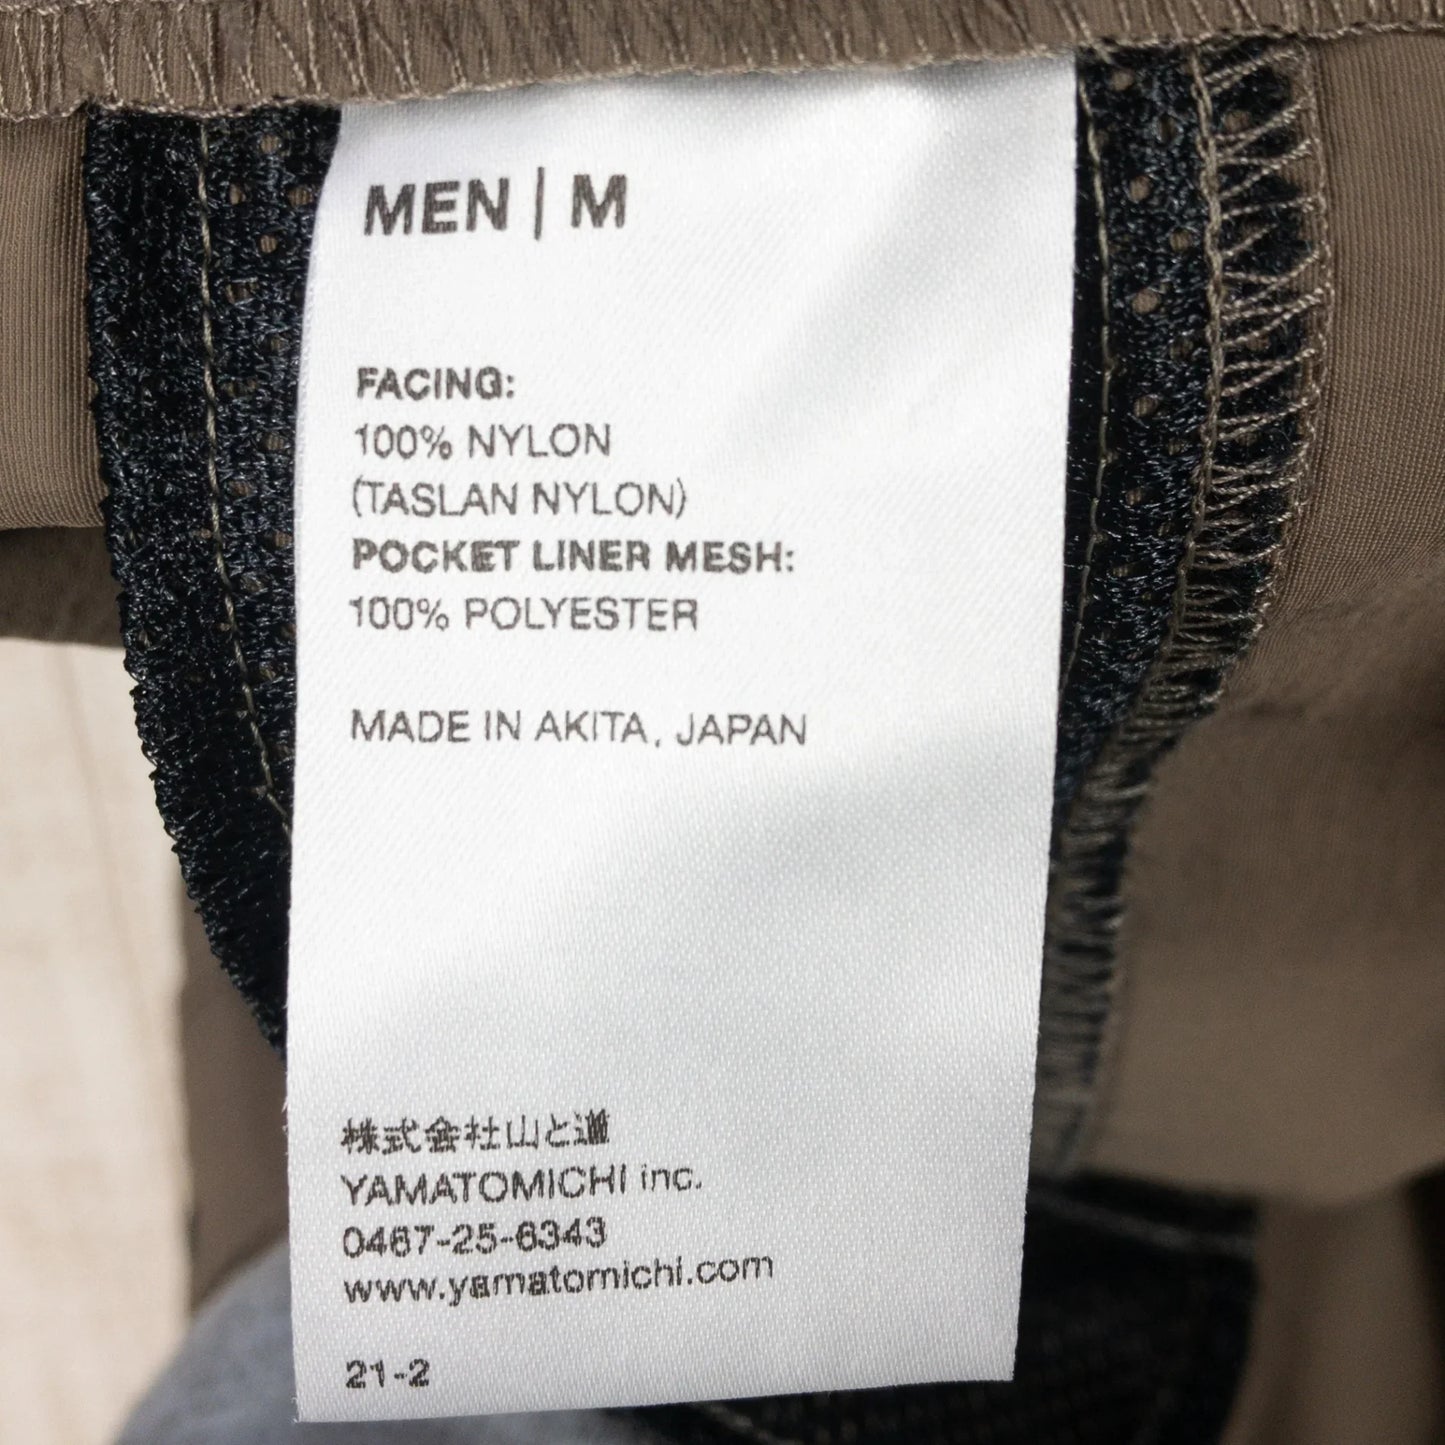 MEN | M
FACING:
100% NYLON
(TASLAN NYLON)
POCKET LINER MESH:
100% POLYESTER
MADE IN AKITA, JAPAN
株式会社山と道
YAMATOMICHI inc.
0467-25-6343
www.yamatomichi.com
21-2